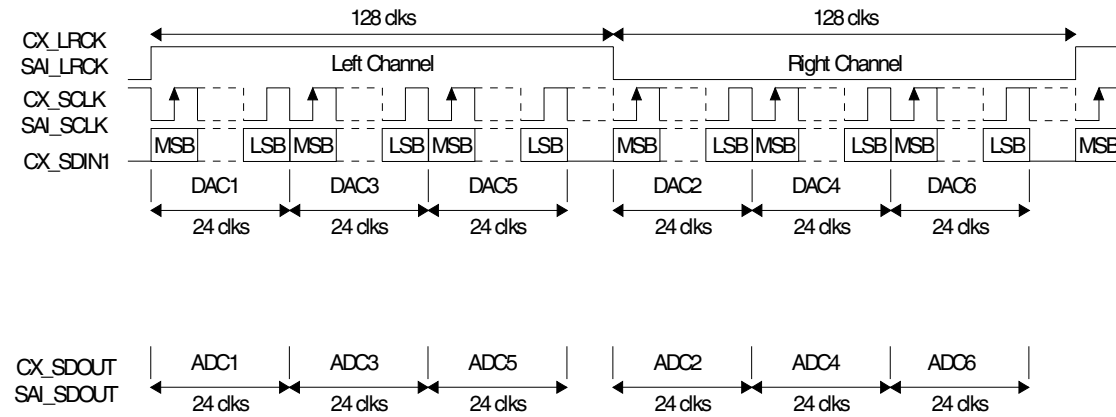 128 clks 128 clks
CX_LRCK
SAI_LRCK Left Channel Right Channel
CX_SCLK
SAI_SCLK
CX_SDIN1 MSB LSB MSB LSB MSB LSB MSB LSB MSB LSB MSB LSB MSB
DAC1 DAC3 DAC5 DAC2 DAC4 DAC6
24 clks 24 clks 24 clks 24 clks 24 clks 24 clks
CX_SDOUT ADC1 ADC3 ADC5 ADC2 ADC4 ADC6
SAI_SDOUT 24 clks 24 clks 24 clks 24 clks 24 clks 24 clks